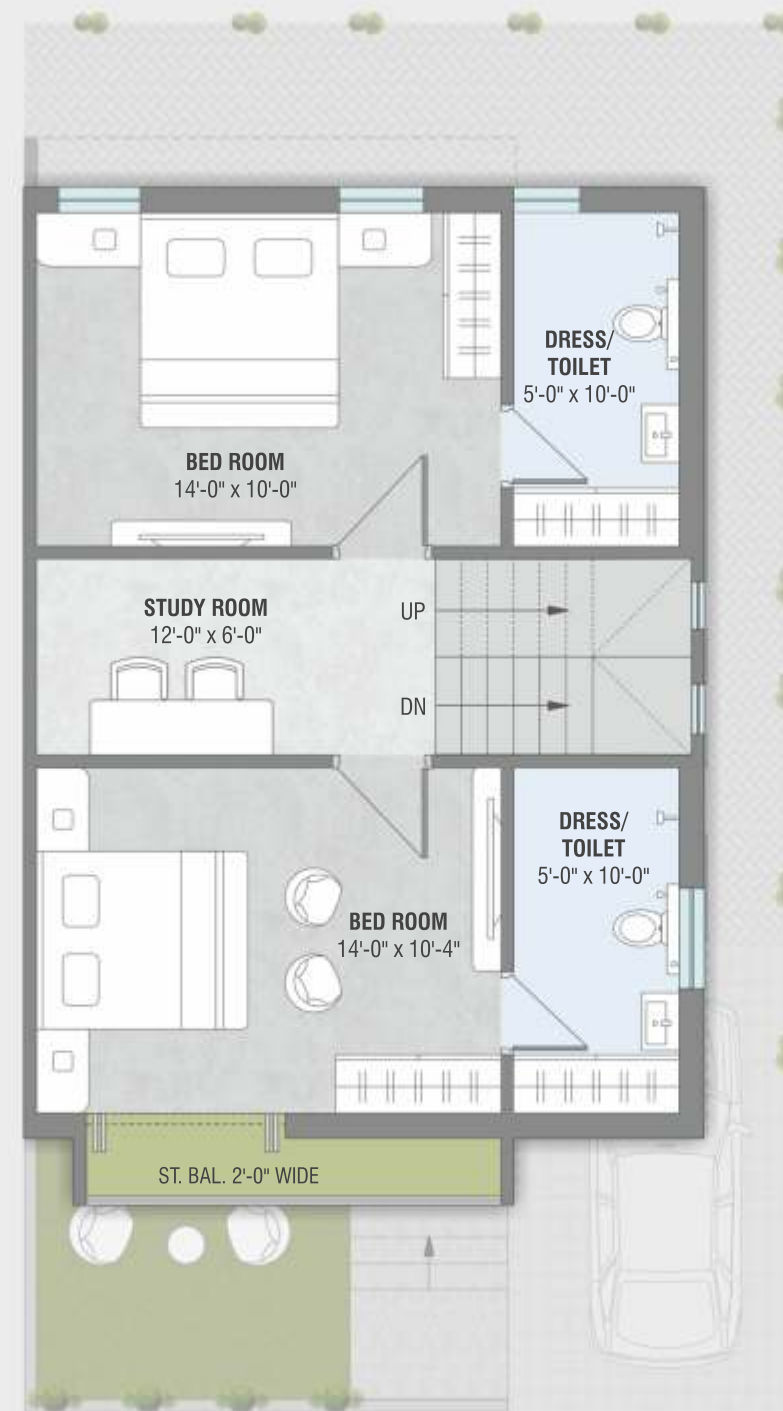 DRESS/
TOILET
5'-0" x 10'-0"
BED ROOM
14'-0" x 10'-0"
STUDY ROOM
12'-0" x 6'-0"
UP
DN
DRESS/
TOILET
5'-0" x 10'-0"
BED ROOM
14'-0" x 10'-4"
ST. BAL. 2'-0" WIDE